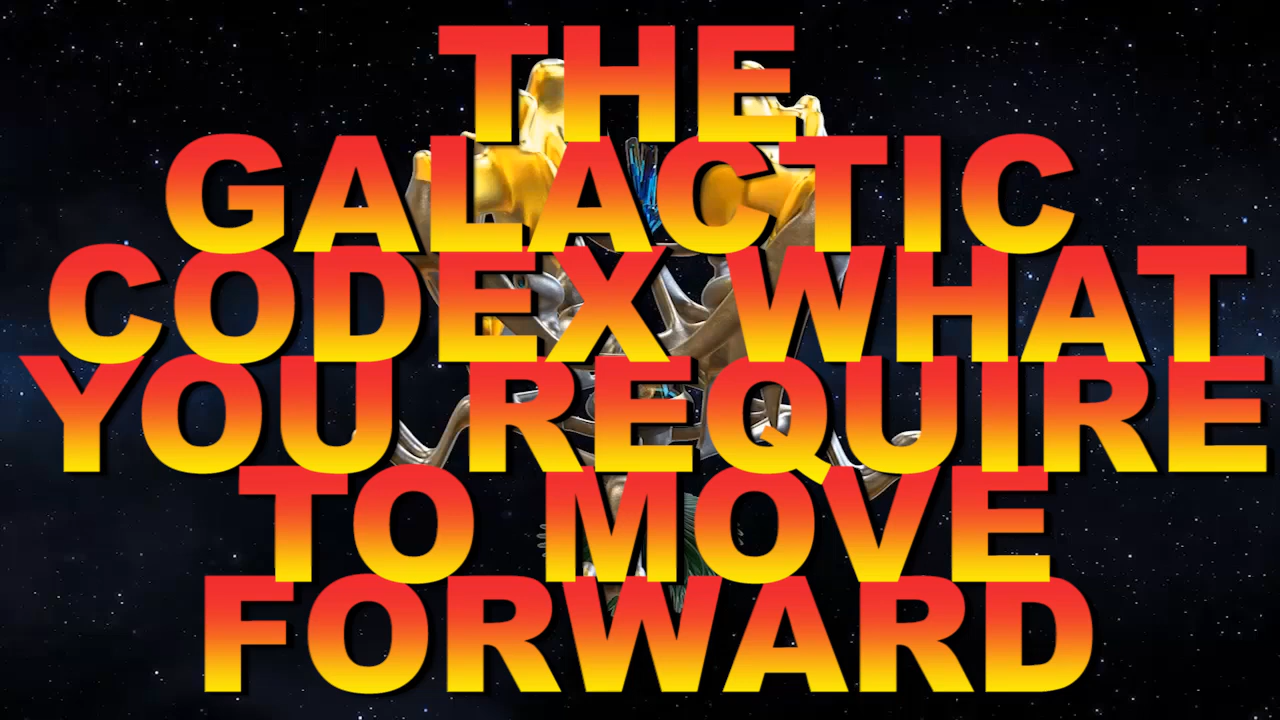 THE
GALACTIC
CODEX WHAT
YOU REQUIRE
TO MOVE
FORWARD